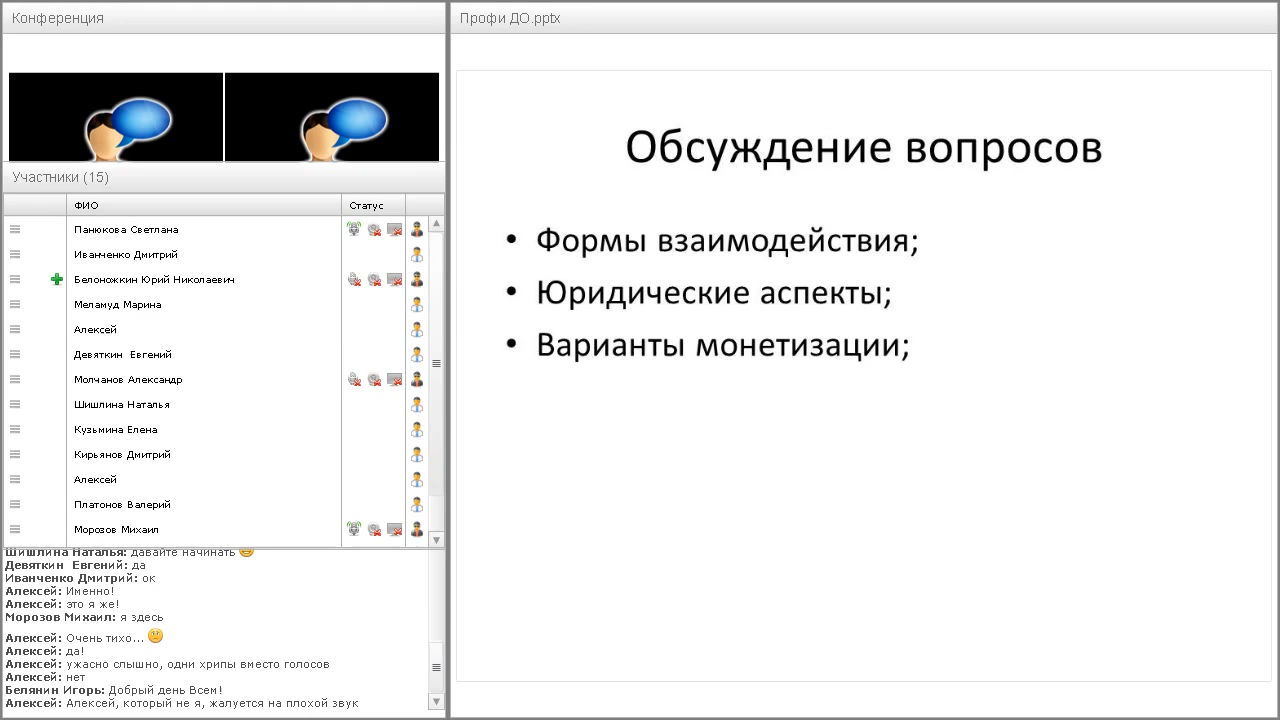 Конференция
Участники (15)
ФИО Статус
Панюкова Светлана
Иванченко Дмитрий
Белоножкин Юрий Николаевич
Меламуд Марина
Алексей
Девяткин Евгений
Молчанов Александр
Шишлина Наталья
Кузьмина Елена
Кирьянов Дмитрий
Алексей
Платонов Валерий
Морозов Михаил
Шишлина Наталья: давайте начинать
Девяткин Евгений: да
Иванченко Дмитрий: ок
Алексей: Именно!
Алексей: это я же!
Морозов Михаил: я здесь
Алексей: Очень тихо...
Алексей: да!
Алексей: ужасно слышно, одни хрипы вместо голосов
Алексей: нет
Белянин Игорь: Добрый день Всем!
Алексей: Алексей, который не я, жалуется на плохой звук
Профи ДО.pptx
Обсуждение вопросов
• Формы взаимодействия;
• Юридические аспекты;
• Варианты монетизации;